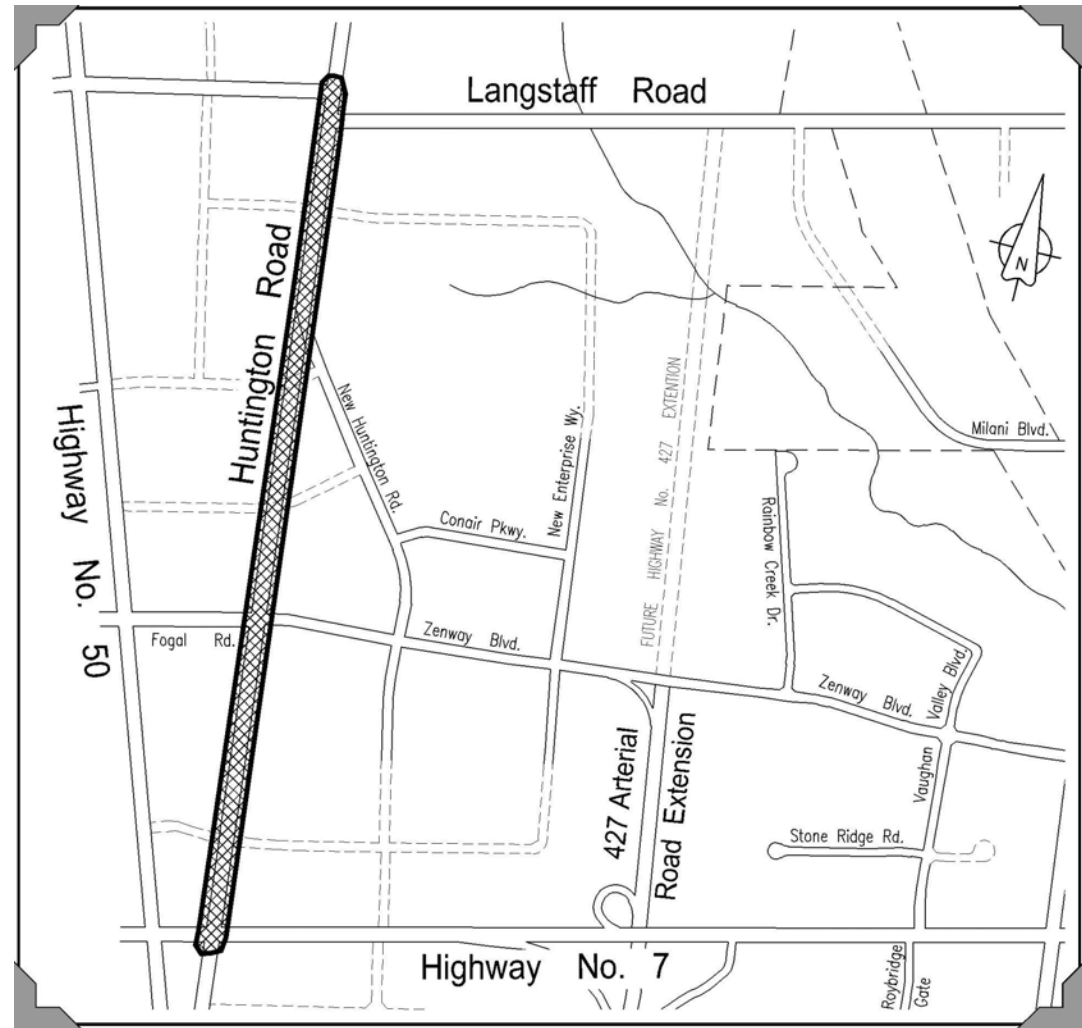 Langstaff Road
Huntington Road
N
New Huntington Rd.
Highway No. 50
Milani Blvd.
New Enterprise Wy.
FUTURE HIGHWAY No. 427 EXTENTION
Conair Pkwy.
Rainbow Creek Dr.
Fogal Rd.
Zenway Blvd.
Zenway Blvd.
Valley Blvd.
Vaughan
427 Arterial
Road Extension
Stone Ridge Rd.
Highway No. 7
Roybridge
Gate